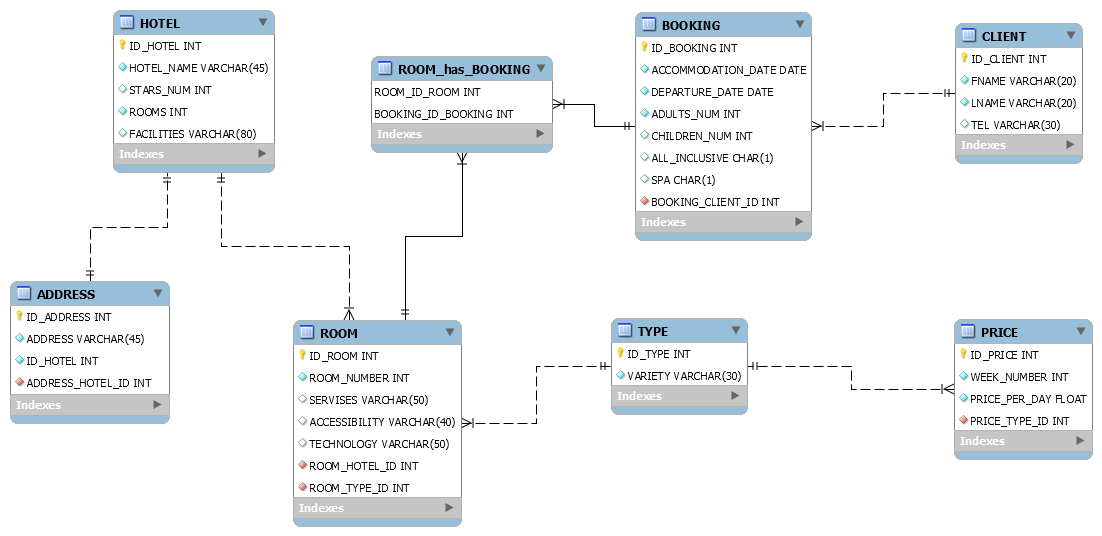 HOTEL
ID_HOTEL INT
HOTEL_NAME VARCHAR(45)
STARS_NUM INT
ROOMS INT
FACILITIES VARCHAR(80)
Indexes
ROOM_has_BOOKING
ROOM_ID_ROOM INT
BOOKING_ID_BOOKING INT
Indexes
BOOKING
ID_BOOKING INT
ACCOMMODATION_DATE DATE
DEPARTURE_DATE DATE
ADULTS_NUM INT
CHILDREN_NUM INT
ALL_INCLUSIVE CHAR(1)
SPA CHAR(1)
BOOKING_CLIENT_ID INT
Indexes
CLIENT
ID_CLIENT INT
FNAME VARCHAR(20)
LNAME VARCHAR(20)
TEL VARCHAR(30)
Indexes
ADDRESS
ID_ADDRESS INT
ADDRESS VARCHAR(45)
ID_HOTEL INT
ADDRESS_HOTEL_ID INT
Indexes
ROOM
ID_ROOM INT
ROOM_NUMBER INT
SERVISES VARCHAR(50)
ACCESSIBILITY VARCHAR(40)
TECHNOLOGY VARCHAR(50)
ROOM_HOTEL_ID INT
ROOM_TYPE_ID INT
Indexes
TYPE
ID_TYPE INT
VARIETY VARCHAR(30)
Indexes
PRICE
ID_PRICE INT
WEEK_NUMBER INT
PRICE_PER_DAY FLOAT
PRICE_TYPE_ID INT
Indexes